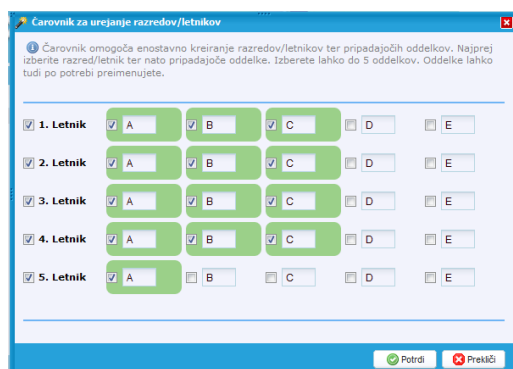 Čarovnik za urejanje razredov/letnikov
Čarovnik omogoča enostavno kreiranje razredov/letnikov ter pripadajočih oddelkov. Najprej
izberite razred/letnik ter nato pripadajoče oddelke. Izberete lahko do 5 oddelkov. Oddelke lahko
tudi po potrebi preimenujete.
1. Letnik A B C D E
2. Letnik A B C D E
3. Letnik A B C D E
4. Letnik A B C D E
5. Letnik A B C D E
Potrdi Prekliči